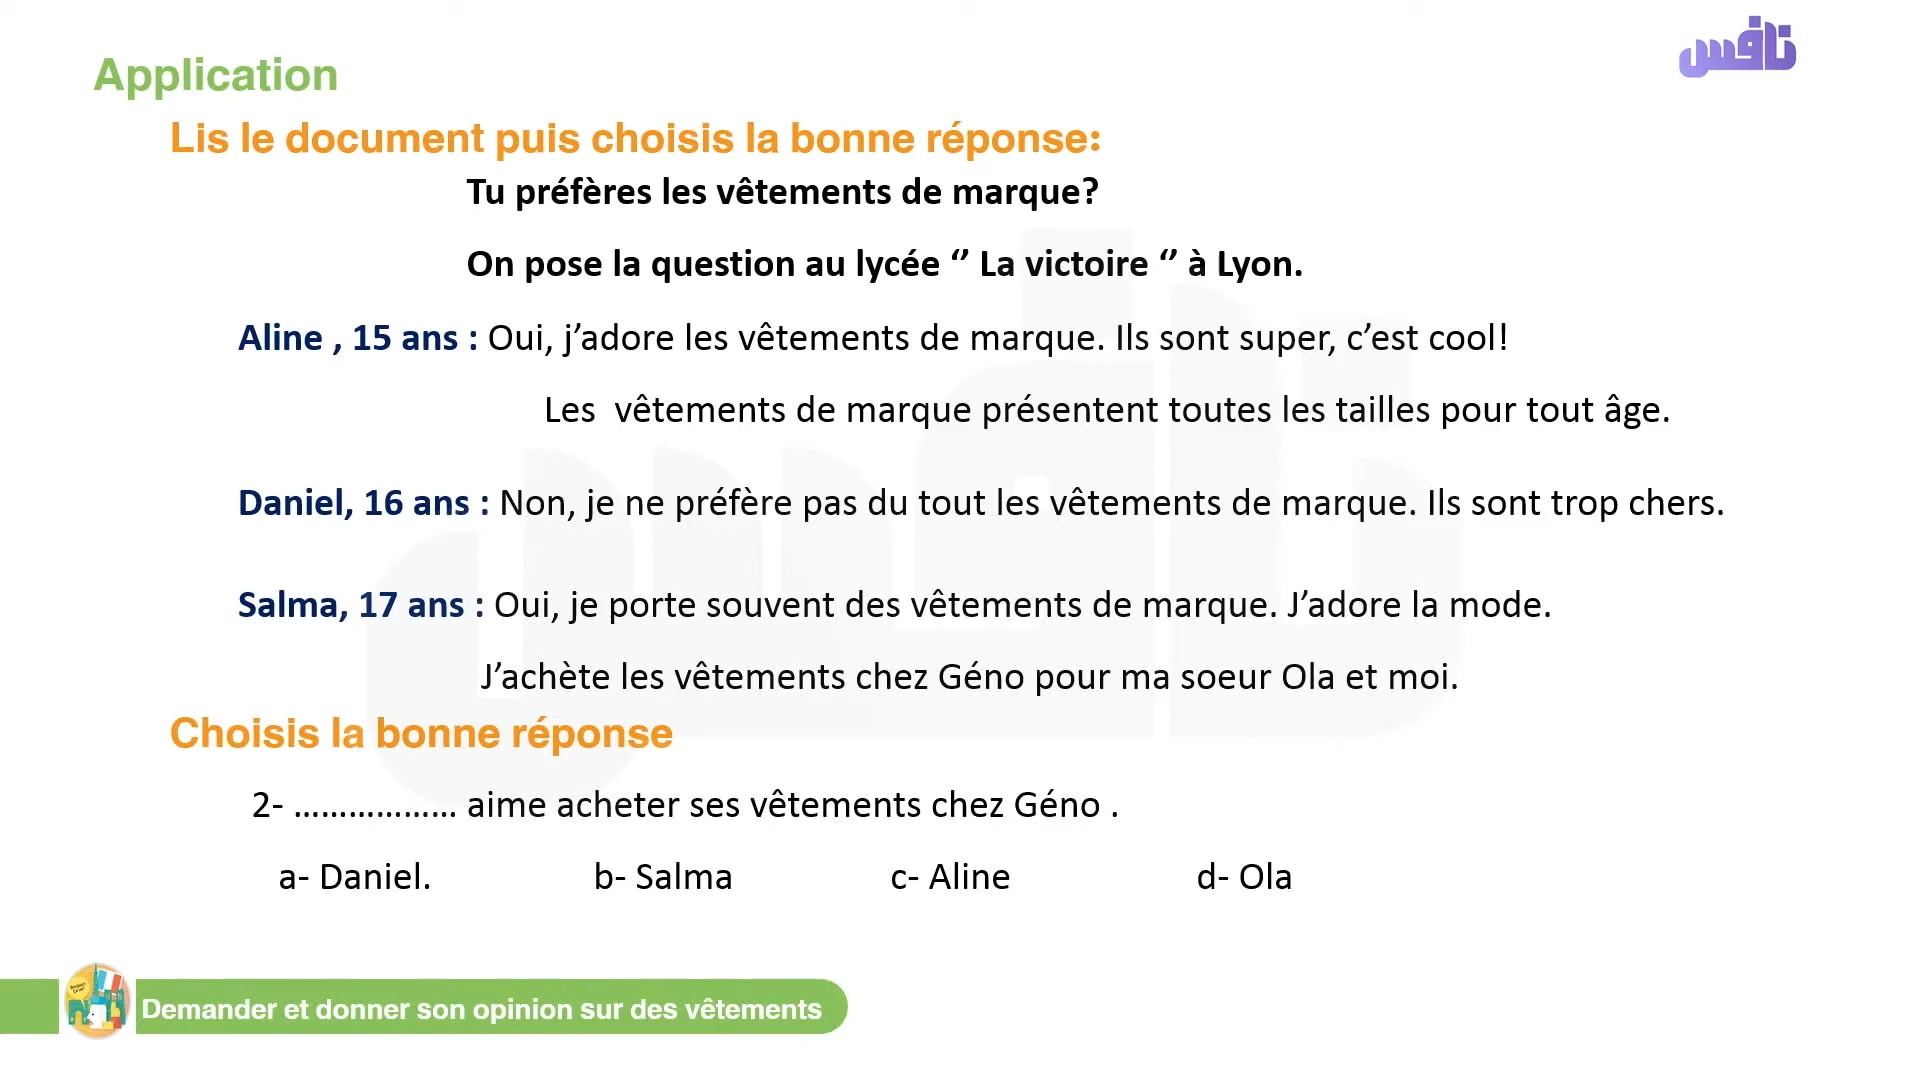 نافس
Application
Lis le document puis choisis la bonne réponse:
Tu préfères les vêtements de marque?
On pose la question au lycée ‘’ La victoire ‘’ à Lyon.
Aline , 15 ans : Oui, j’adore les vêtements de marque. Ils sont super, c’est cool!
Les vêtements de marque présentent toutes les tailles pour tout âge.
Daniel, 16 ans : Non, je ne préfère pas du tout les vêtements de marque. Ils sont trop chers.
Salma, 17 ans : Oui, je porte souvent des vêtements de marque. J’adore la mode.
J’achète les vêtements chez Géno pour ma soeur Ola et moi.
Choisis la bonne réponse
2- .................. aime acheter ses vêtements chez Géno .
a- Daniel. b- Salma c- Aline d- Ola
Demander et donner son opinion sur des vêtements